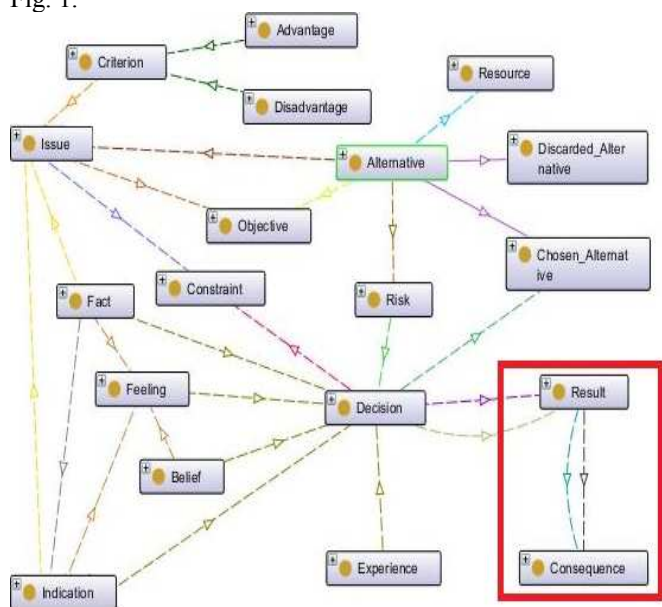 Fig. 1.
Advantage
Criterion
Resource
Disadvantage
Issue
Alternative
Discarded_Alter
native
Objective
Chosen_Alternat
ive
Constraint
Fact
Risk
Feeling
Decision
Result
Belief
Experience
Consequence
Indication